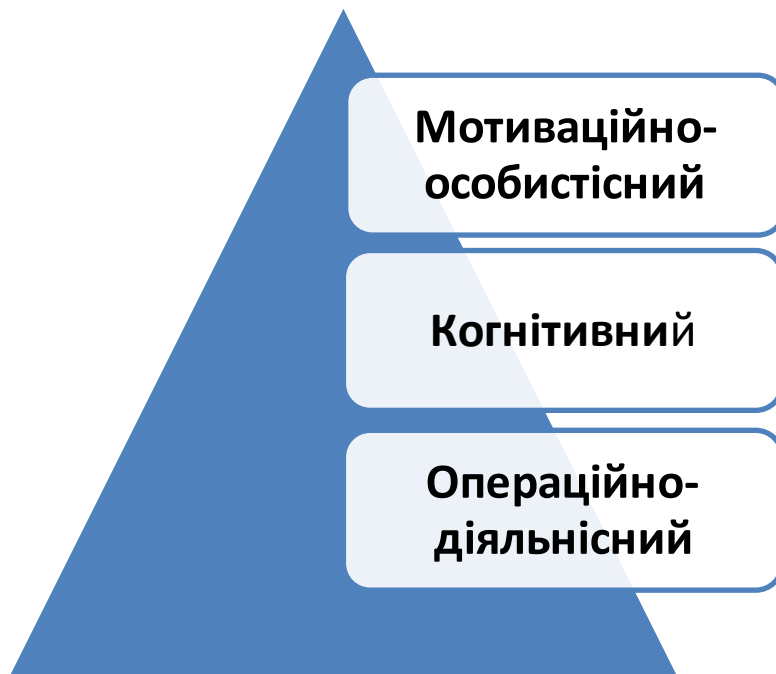 Мотиваційно-
особистісний
Когнітивний
Операційно-
діяльнісний